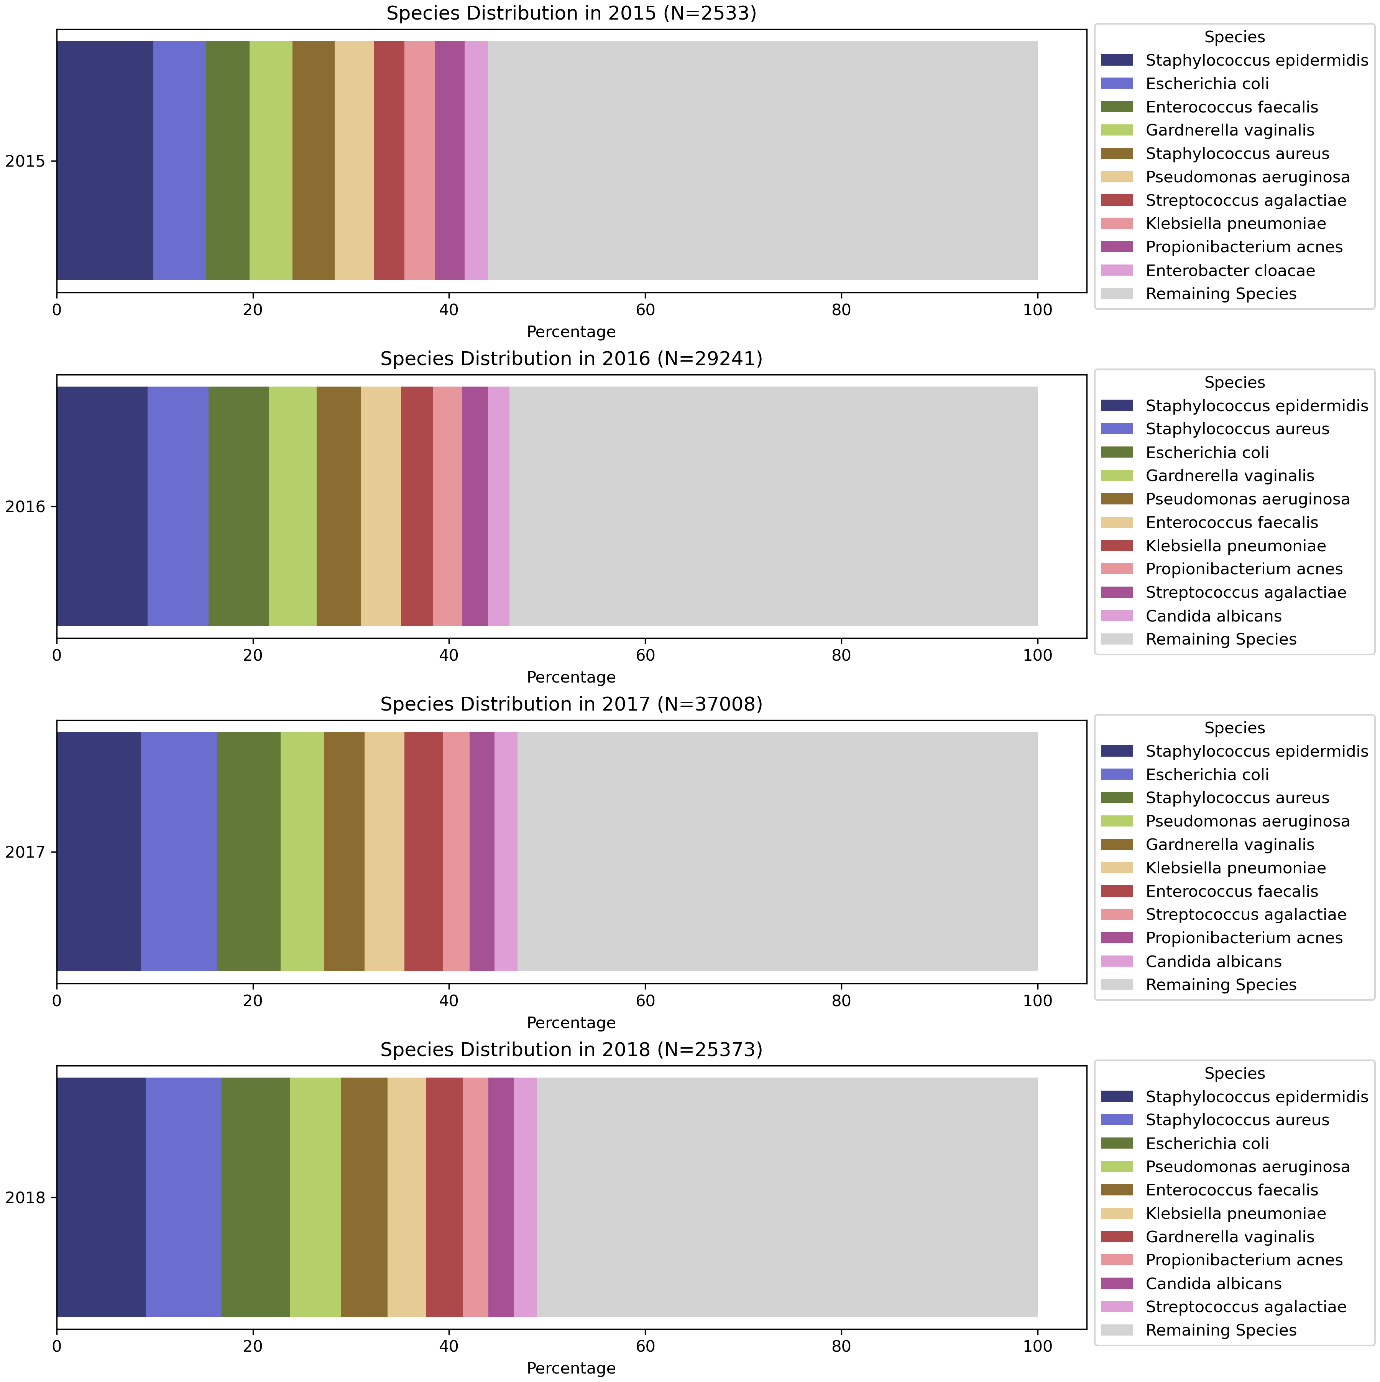 Species Distribution in 2015 (N=2533)
2015
0 20 40 60 80 100
Percentage
Species
Staphylococcus epidermidis
Escherichia coli
Enterococcus faecalis
Gardnerella vaginalis
Staphylococcus aureus
Pseudomonas aeruginosa
Streptococcus agalactiae
Klebsiella pneumoniae
Propionibacterium acnes
Enterobacter cloacae
Remaining Species
Species Distribution in 2016 (N=29241)
2016
0 20 40 60 80 100
Percentage
Species
Staphylococcus epidermidis
Staphylococcus aureus
Escherichia coli
Gardnerella vaginalis
Pseudomonas aeruginosa
Enterococcus faecalis
Klebsiella pneumoniae
Propionibacterium acnes
Streptococcus agalactiae
Candida albicans
Remaining Species
Species Distribution in 2017 (N=37008)
2017
0 20 40 60 80 100
Percentage
Species
Staphylococcus epidermidis
Escherichia coli
Staphylococcus aureus
Pseudomonas aeruginosa
Gardnerella vaginalis
Klebsiella pneumoniae
Enterococcus faecalis
Streptococcus agalactiae
Propionibacterium acnes
Candida albicans
Remaining Species
Species Distribution in 2018 (N=25373)
2018
0 20 40 60 80 100
Percentage
Species
Staphylococcus epidermidis
Staphylococcus aureus
Escherichia coli
Pseudomonas aeruginosa
Enterococcus faecalis
Klebsiella pneumoniae
Gardnerella vaginalis
Propionibacterium acnes
Candida albicans
Streptococcus agalactiae
Remaining Species